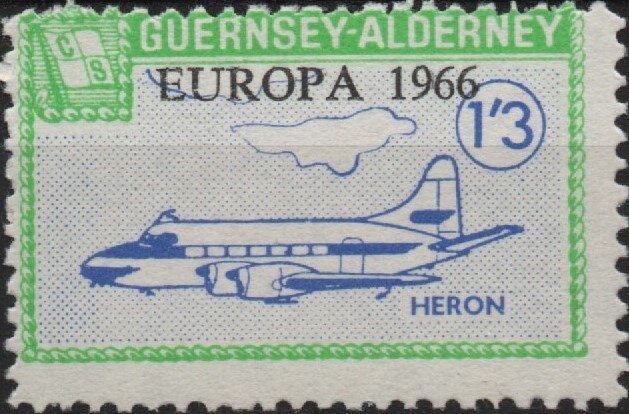 C S
GUERNSEY-ALDERNEY
EUROPA 1966
1'3
HERON